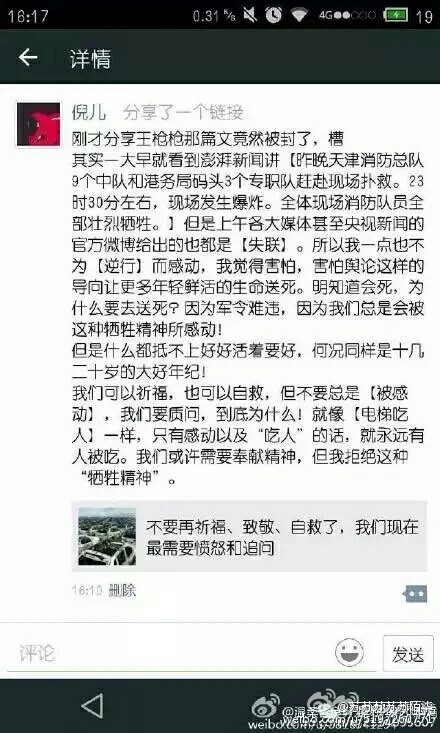 16:17
0.31 K/s
4G
19
详情
倪儿 分享了一个链接
刚才分享王枪枪那篇文竟然被封了，槽
其实一大早就看到澎湃新闻讲【昨晚天津消防总队
9个中队和港务局码头3个专职队赶赴现场扑救。23
时30分左右，现场发生爆炸。全体现场消防队员全
部壮烈牺牲。】但是上午各大媒体甚至央视新闻的
官方微博给出的也都是【失联】。所以我一点也不
为【逆行】而感动，我觉得害怕，害怕舆论这样的
导向让更多年轻鲜活的生命送死。明知道会死，为
什么要去送死？因为军令难违，因为我们总是会被
这种牺牲精神所感动！
但是什么都抵不上好好活着要好，何况同样是十几
二十岁的大好年纪！
我们可以祈福，也可以自救，但不要总是【被感
动】，我们要质问，到底为什么！就像【电梯吃
人】一样，只有感动以及“吃人”的话，就永远有
人被吃。我们或许需要奉献精神，但我拒绝这种
“牺牲精神”。
不要再祈福、致敬、自救了，我们现在
最需要愤怒和追问
16:10 删除
评论
发送